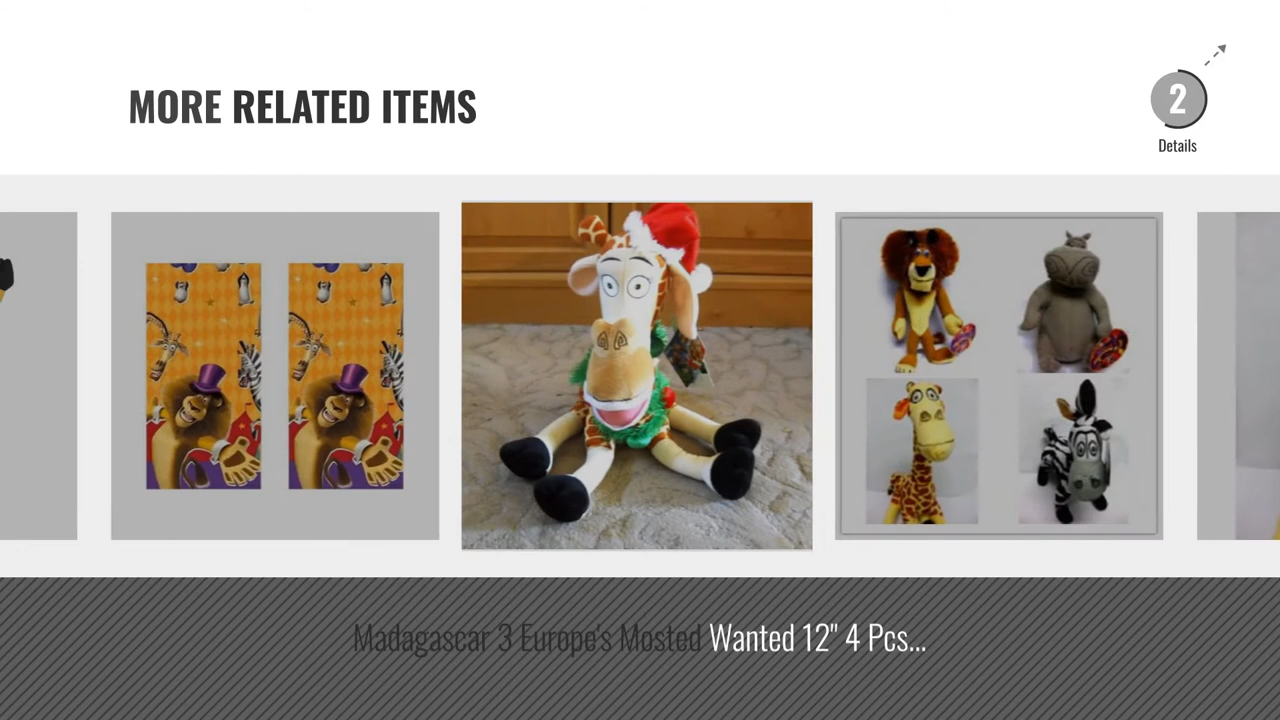 MORE RELATED ITEMS
2
Details
Madagascar 3 Europe's Mosted Wanted 12" 4 Pcs...